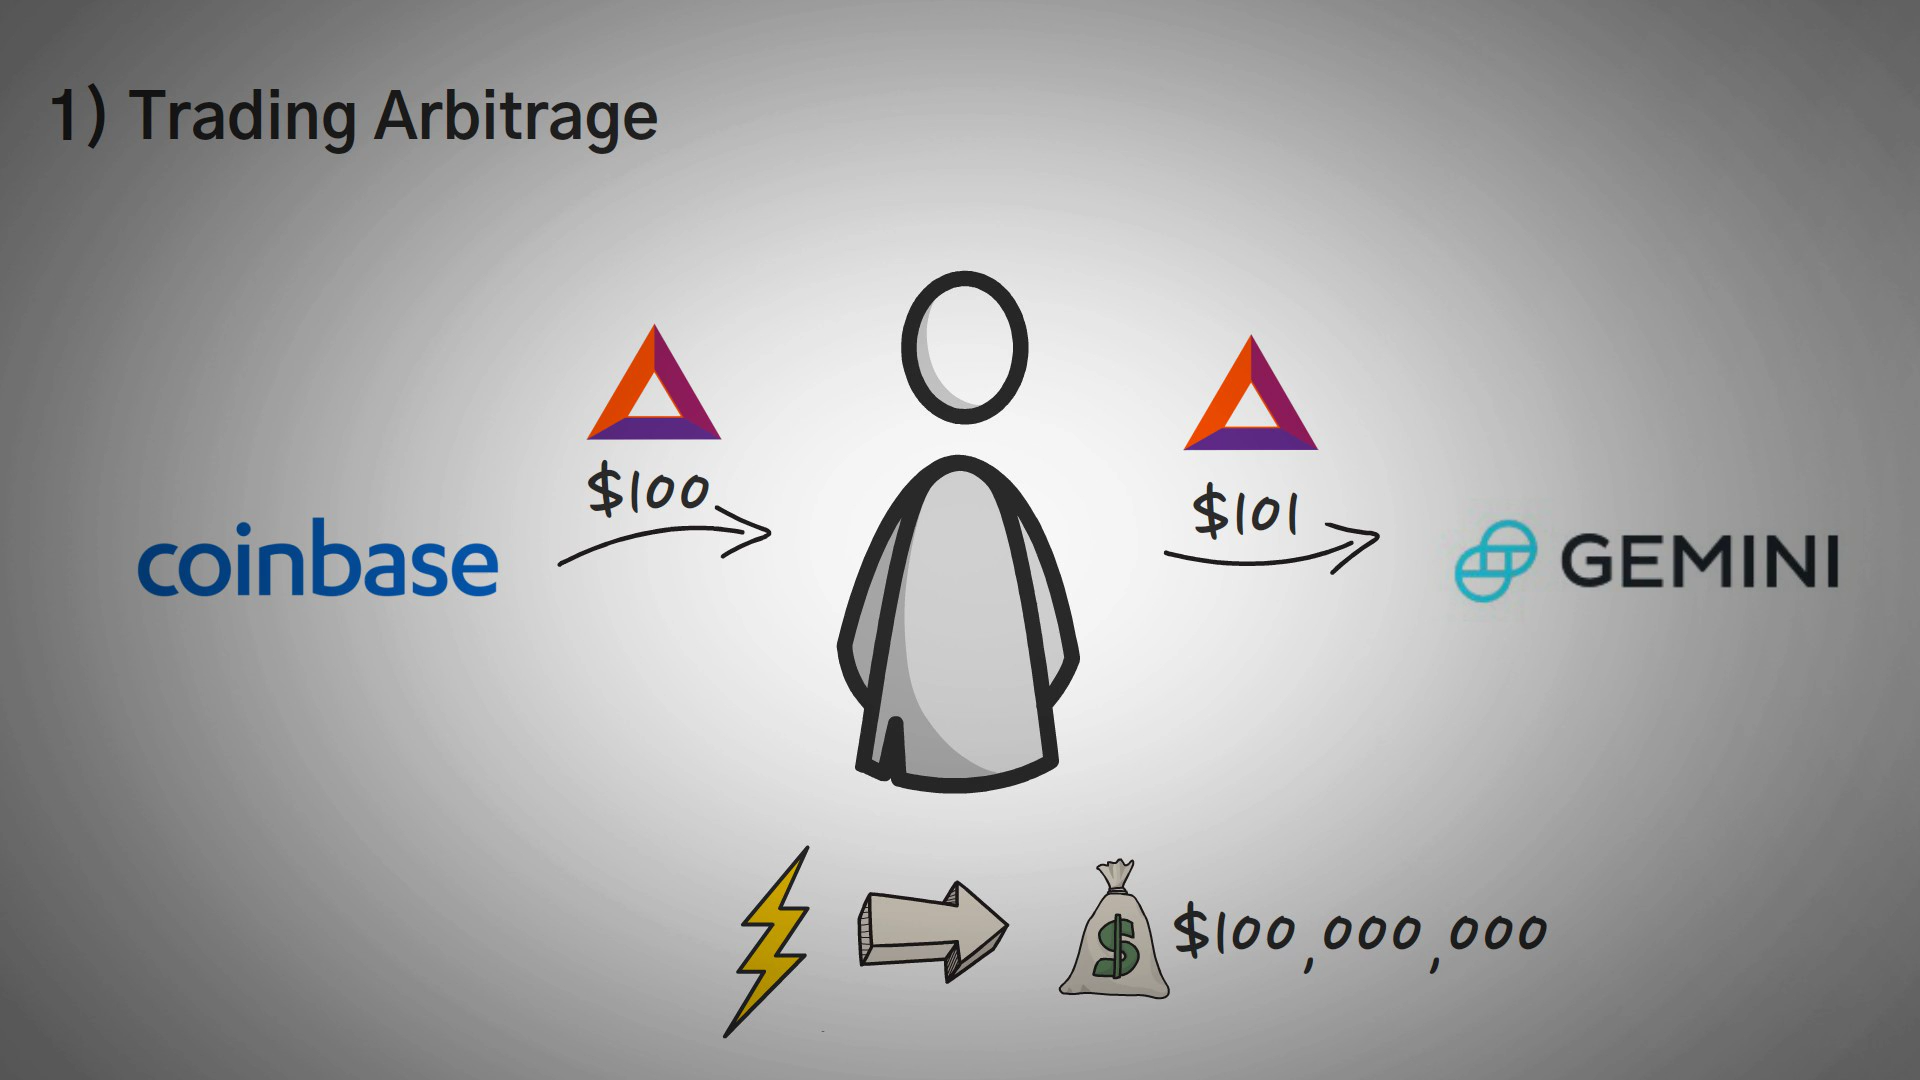 1) Trading Arbitrage
$100
$101
coinbase
GEMINI
$
$100,000,000